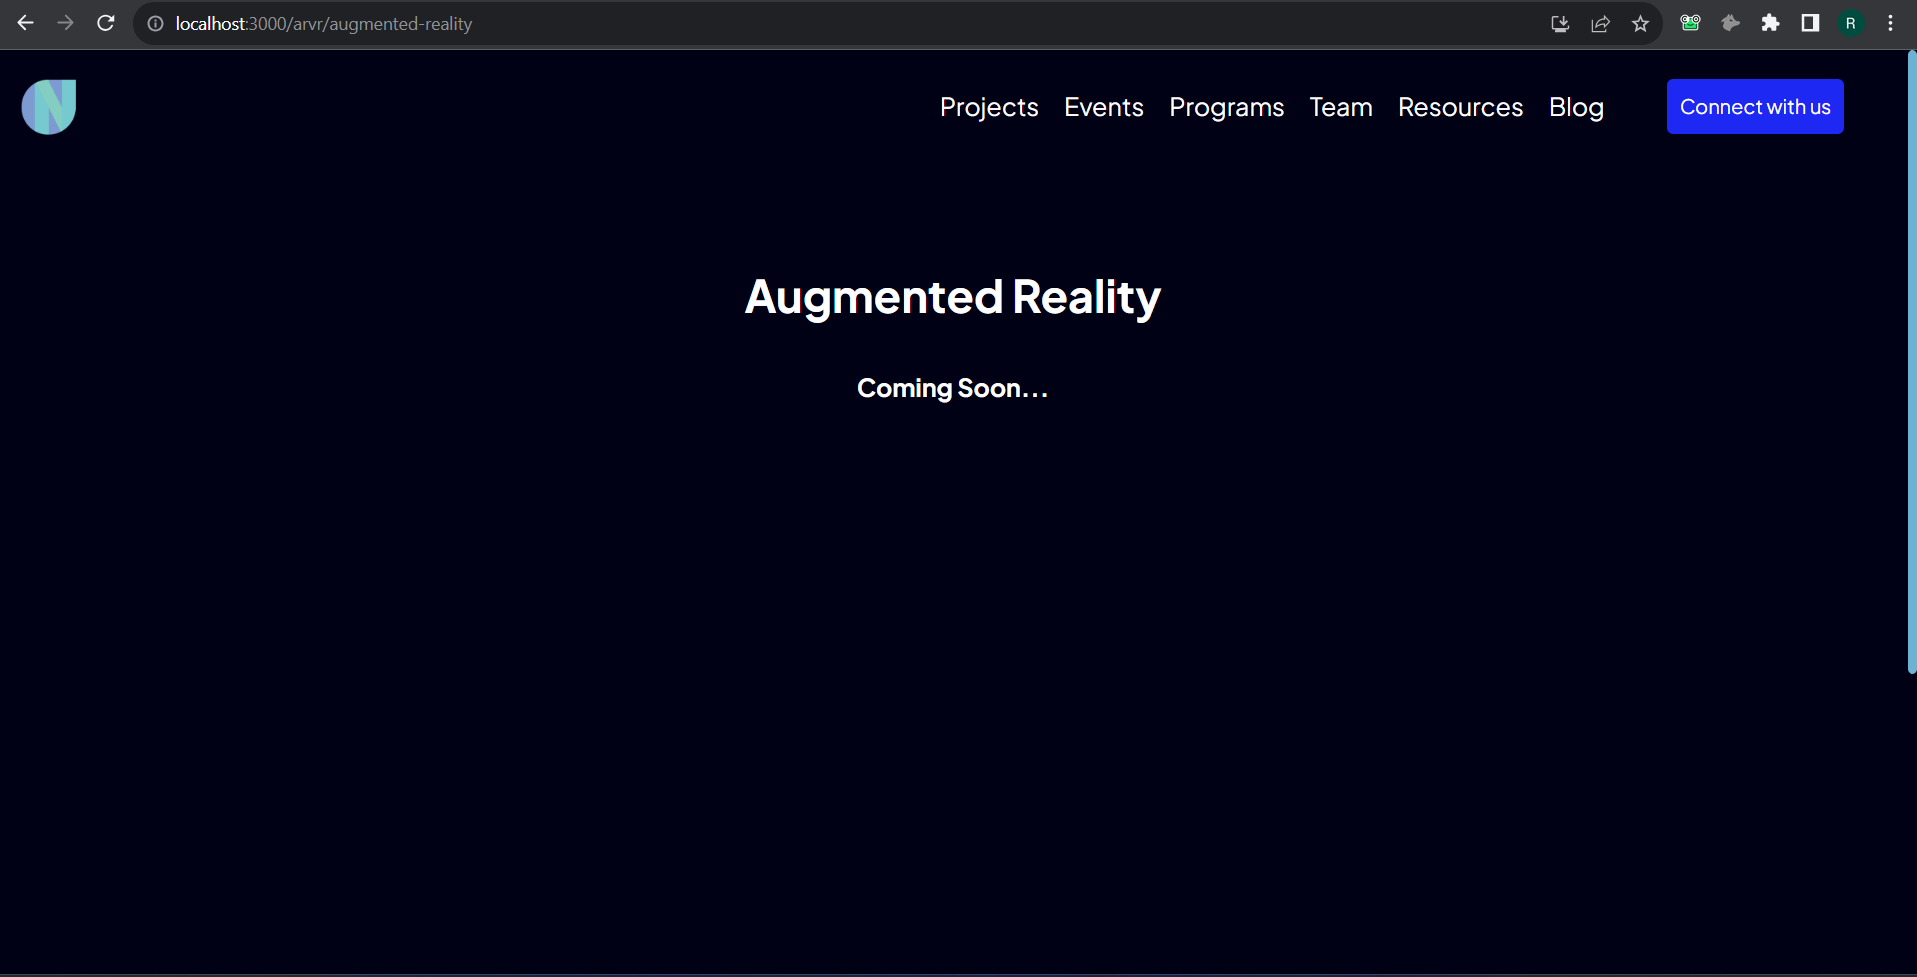 localhost:3000/arvr/augmented-reality
R
N
Projects Events Programs Team Resources Blog Connect with us
Augmented Reality
Coming Soon...